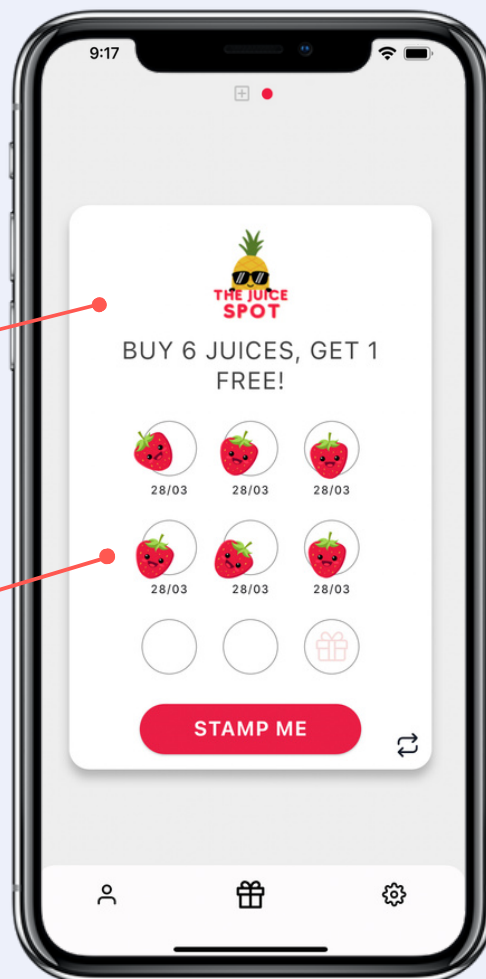 9:17
THE JUICE
SPOT
BUY 6 JUICES, GET 1
FREE!
28/03 28/03 28/03
28/03 28/03 28/03
STAMP ME